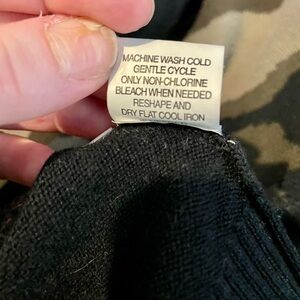 MACHINE WASH COLD
GENTLE CYCLE
ONLY NON-CHLORINE
BLEACH WHEN NEEDED
RESHAPE AND
DRY FLAT COOL IRON